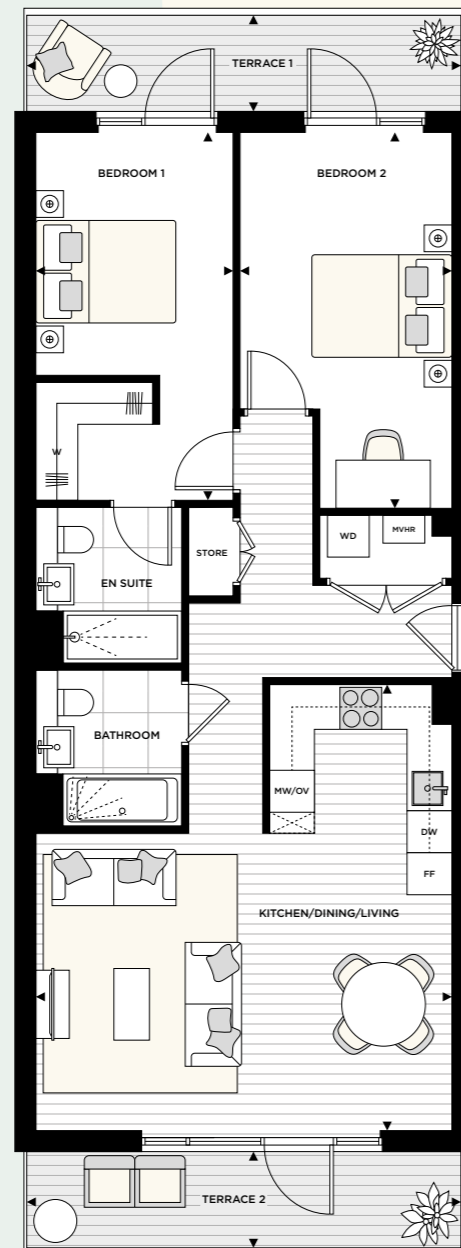 TERRACE 1
BEDROOM 1
BEDROOM 2
W
STORE
WD
MVHR
EN SUITE
BATHROOM
MW/OV
DW
FF
KITCHEN/DINING/LIVING
TERRACE 2